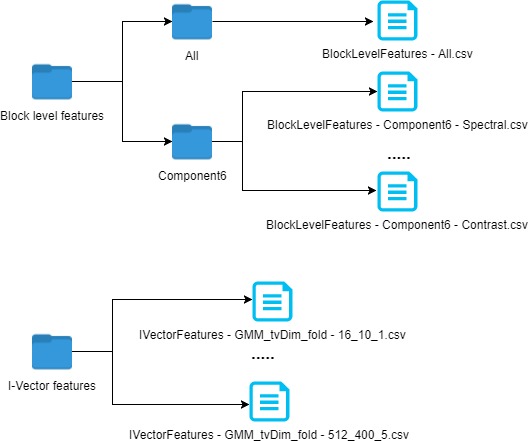 All
BlockLevelFeatures - All.csv
Block level features
BlockLevelFeatures - Component6 - Spectral.csv
.....
Component6
BlockLevelFeatures - Component6 - Contrast.csv
IVectorFeatures - GMM_tvDim_fold - 16_10_1.csv
.....
I-Vector features
IVectorFeatures - GMM_tvDim_fold - 512_400_5.csv